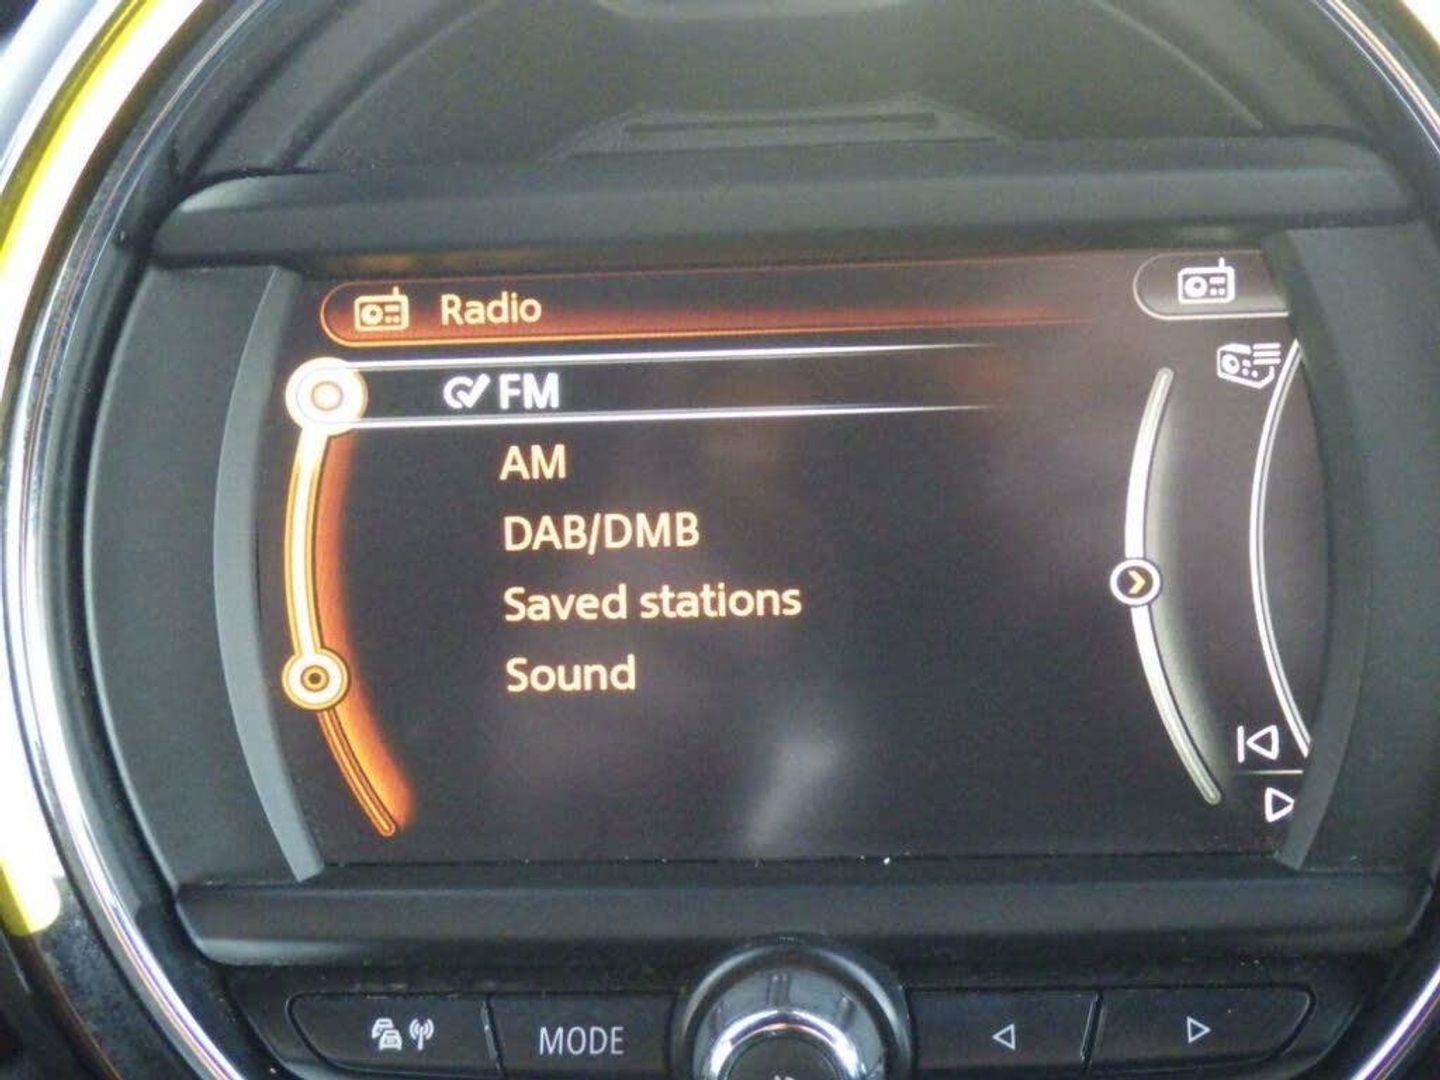 Radio
FM
AM
DAB/DMB
Saved stations
Sound
MODE